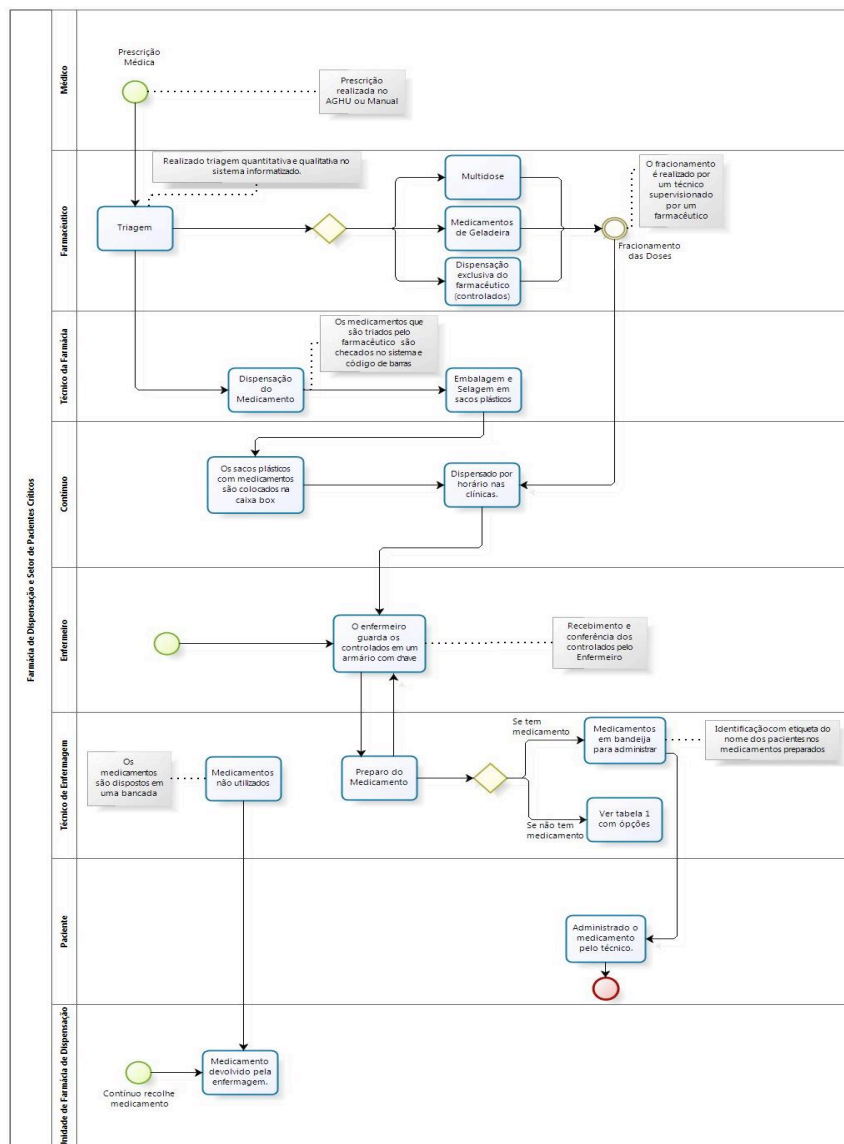 Farmácia de Dispensação e Setor de Pacientes Críticos
Médico
Prescrição
Médica
Prescrição
realizada no
AGHU ou Manual
Farmacêutico
Realizado triagem quantitativa e qualitativa no
sistema informatizado.
Triagem
Multidose
Medicamentos
de Geladeira
Dispensação
exclusiva do
farmacêutico
(controlados)
O fracionamento
é realizado por
um técnico
supervisionado
por um
farmacêutico
Fracionamento
das Doses
Técnico da Farmácia
Os medicamentos que
são triados pelo
farmacêutico são
checados no sistema e
código de barras
Dispensação
do
Medicamento
Embalagem e
Selagem em
sacos plásticos
Contínuo
Os sacos plásticos
com medicamentos
são colocados na
caixa box
Dispensado por
horário nas
clínicas.
Enfermeiro
O enfermeiro
guarda os
controlados em um
armário com chave
Recebimento e
conferência dos
controlados pelo
Enfermeiro
Técnico de Enfermagem
Os
medicamentos
são dispostos em
uma bancada
Medicamentos
não utilizados
Preparo do
Medicamento
Se tem
medicamento
Medicamentos
em bandeija
para administrar
Identificação com etiqueta do
nome dos pacientes nos
medicamentos preparados
Se não tem
medicamento
Ver tabela 1
com ópções
Paciente
Administrado o
medicamento
pelo técnico.
Unidade de Farmácia de Dispensação
Contínuo recolhe
medicamento
Medicamento
devolvido pela
enfermagem.